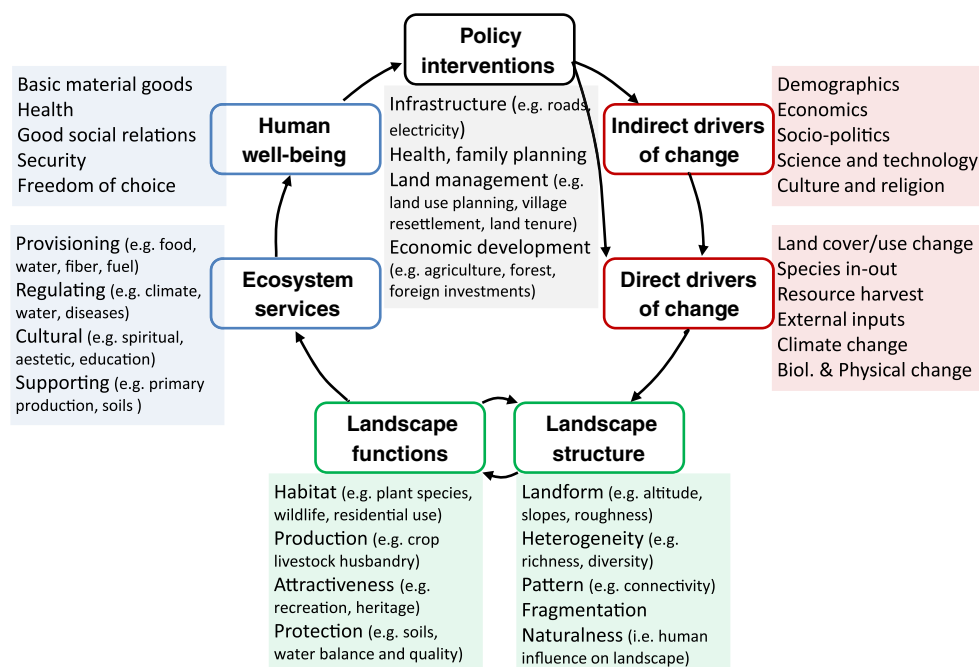 Policy
interventions
Basic material goods
Health
Good social relations
Security
Freedom of choice
Human
well-being
Infrastructure (e.g. roads,
electricity)
Health, family planning
Land management (e.g.
land use planning, village
resettlement, land tenure)
Economic development
(e.g. agriculture, forest,
foreign investments)
Indirect drivers
of change
Demographics
Economics
Socio-politics
Science and technology
Culture and religion
Provisioning (e.g. food,
water, fiber, fuel)
Regulating (e.g. climate,
water, diseases)
Cultural (e.g. spiritual,
aestetic, education)
Supporting (e.g. primary
production, soils )
Ecosystem
services
Direct drivers
of change
Land cover/use change
Species in-out
Resource harvest
External inputs
Climate change
Biol. & Physical change
Landscape
functions
Landscape
structure
Habitat (e.g. plant species,
wildlife, residential use)
Production (e.g. crop
livestock husbandry)
Attractiveness (e.g.
recreation, heritage)
Protection (e.g. soils,
water balance and quality)
Landform (e.g. altitude,
slopes, roughness)
Heterogeneity (e.g.
richness, diversity)
Pattern (e.g. connectivity)
Fragmentation
Naturalness (i.e. human
influence on landscape)